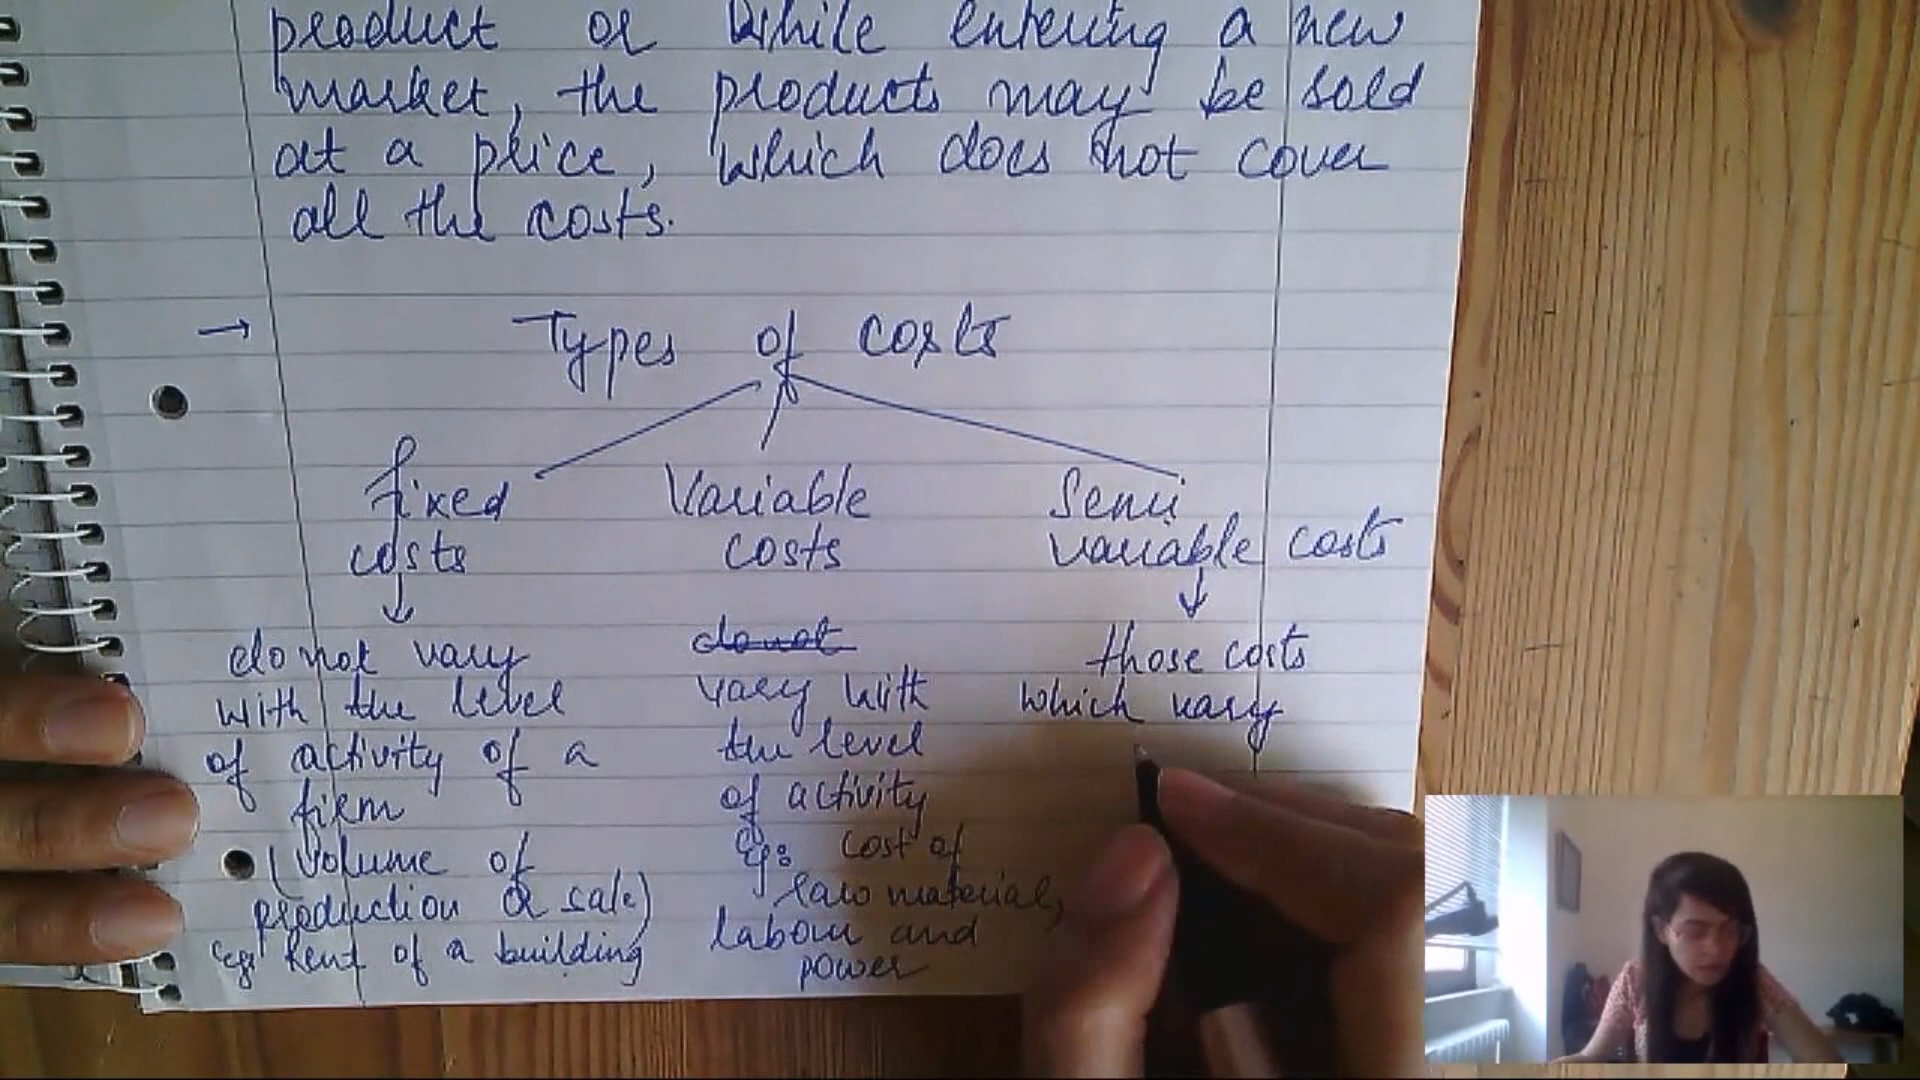 product or while entering a new
market, the products may be sold
at a price, which does not cover
all the costs.
→ Types of costs
fixed
costs
do not vary
with the level
of activity of a
firm
(volume of
production or sale)
eg: Rent of a building
Variable
costs
do not
vary with
the level
of activity
Eg: cost of
raw material,
labour and
power
Semi
variable costs
those costs
which vary